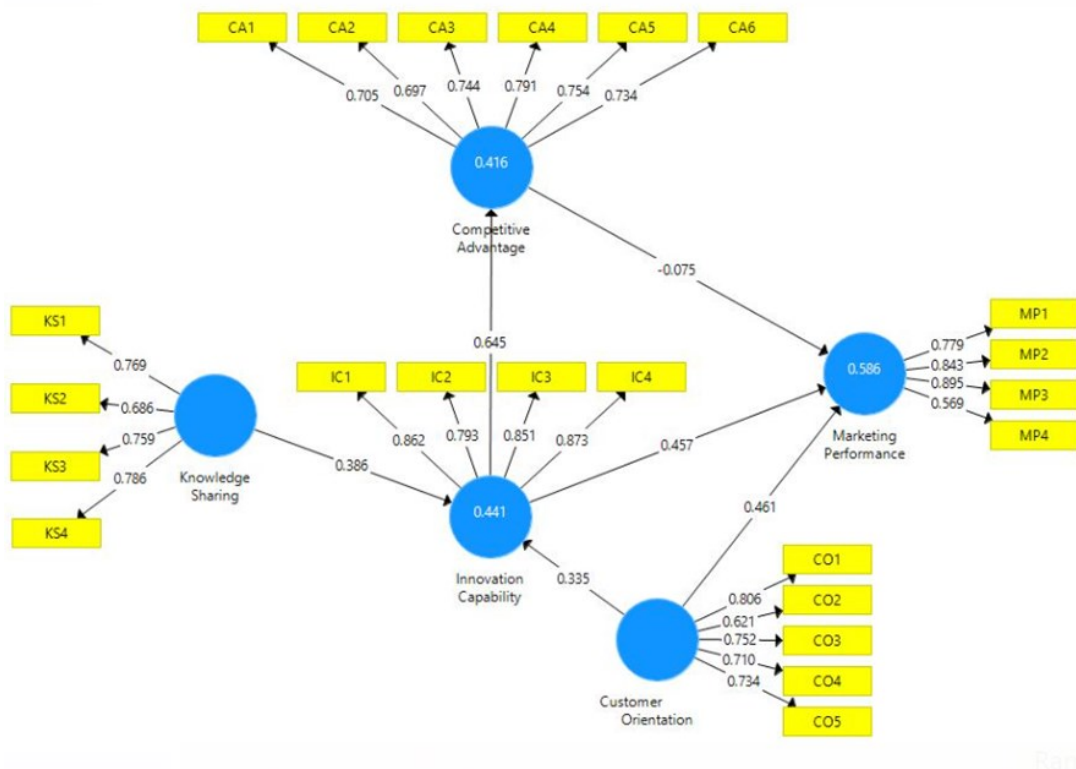 CA1 CA2 CA3 CA4 CA5 CA6
0.705 0.697 0.744 0.791 0.754 0.734
0.416
Competitive
Advantage
-0.075
KS1
0.769
KS2
0.686
KS3
0.759
KS4
0.786
Knowledge
Sharing
0.645
IC1 IC2 IC3 IC4
0.862 0.793 0.851 0.873
0.386
0.441
Innovation
Capability
0.457
0.586
Marketing
Performance
MP1
0.779
MP2
0.843
MP3
0.895
MP4
0.569
0.461
0.335
Customer
Orientation
CO1
0.806
CO2
0.621
CO3
0.752
CO4
0.710
CO5
0.734